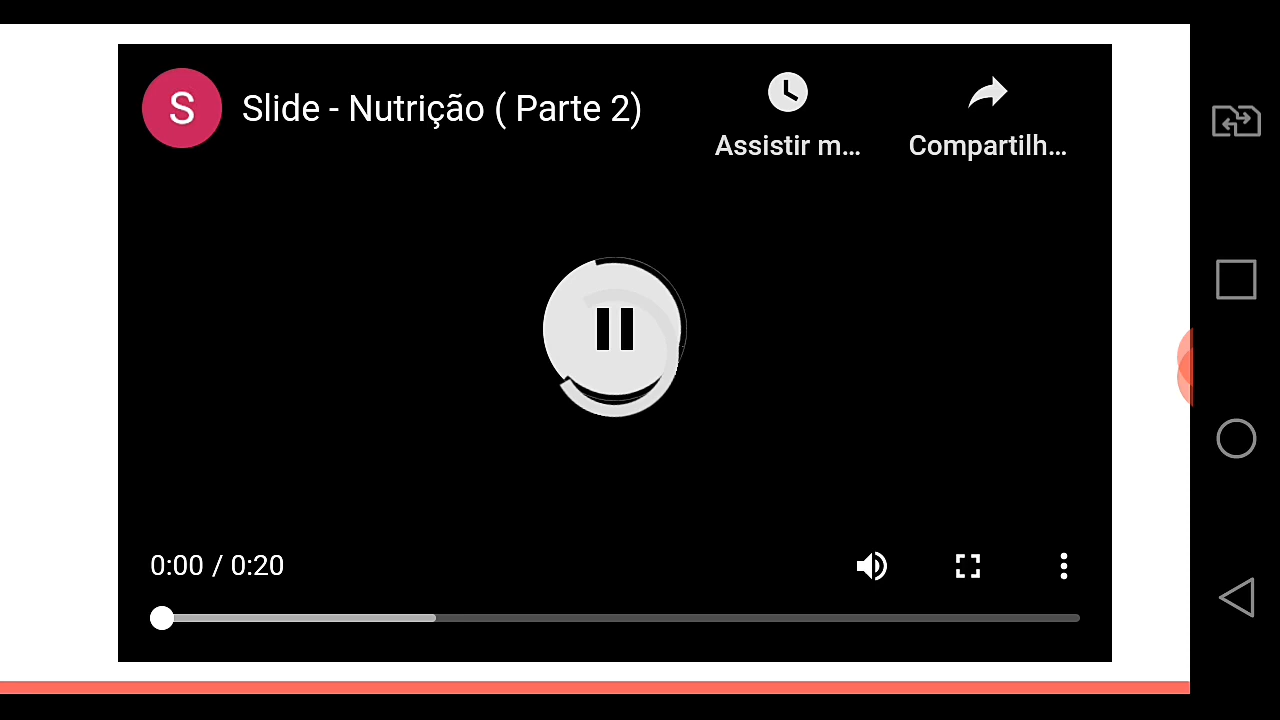 S
Slide - Nutrição ( Parte 2)
Assistir m...
Compartilh...
0:00 / 0:20